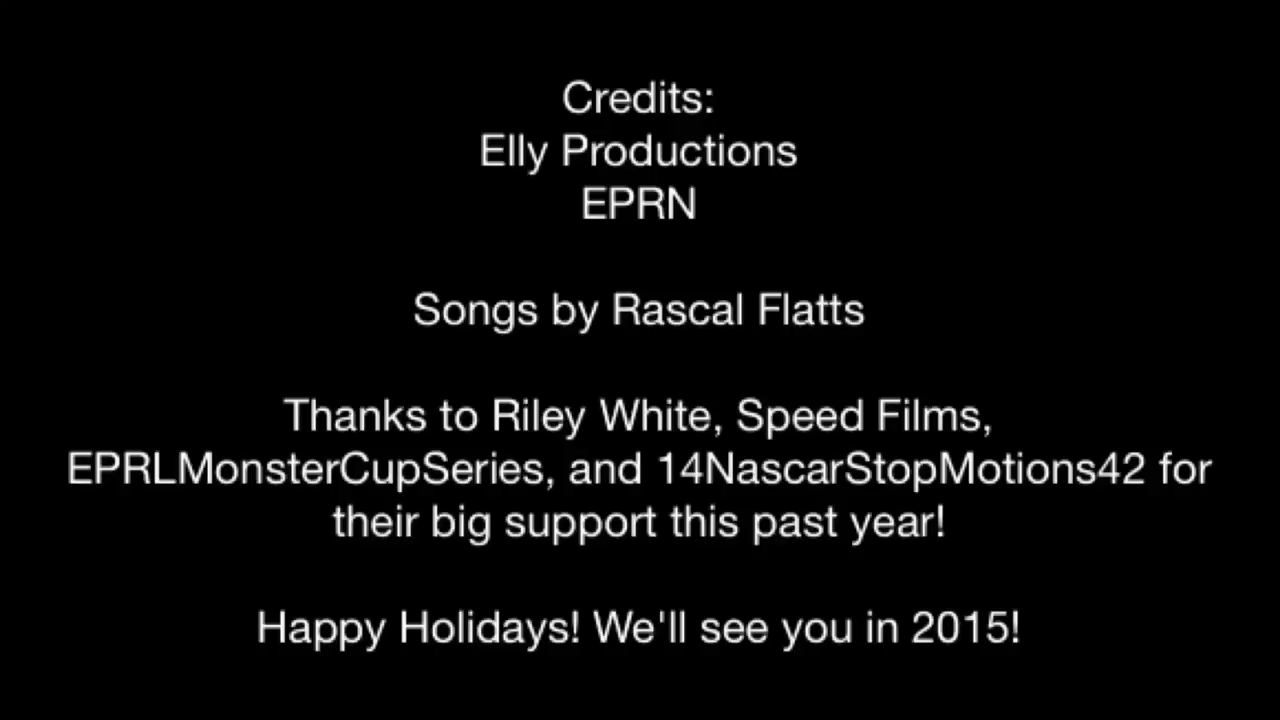 Credits:
Elly Productions
EPRN
Songs by Rascal Flatts
Thanks to Riley White, Speed Films,
EPRLMonsterCupSeries, and 14NascarStopMotions42 for
their big support this past year!
Happy Holidays! We'll see you in 2015!